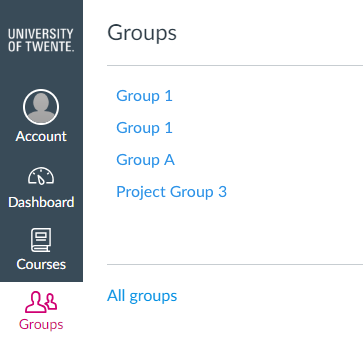 UNIVERSITY
OF TWENTE.
Account
Dashboard
Courses
Groups
Groups
Group 1
Group 1
Group A
Project Group 3
All groups